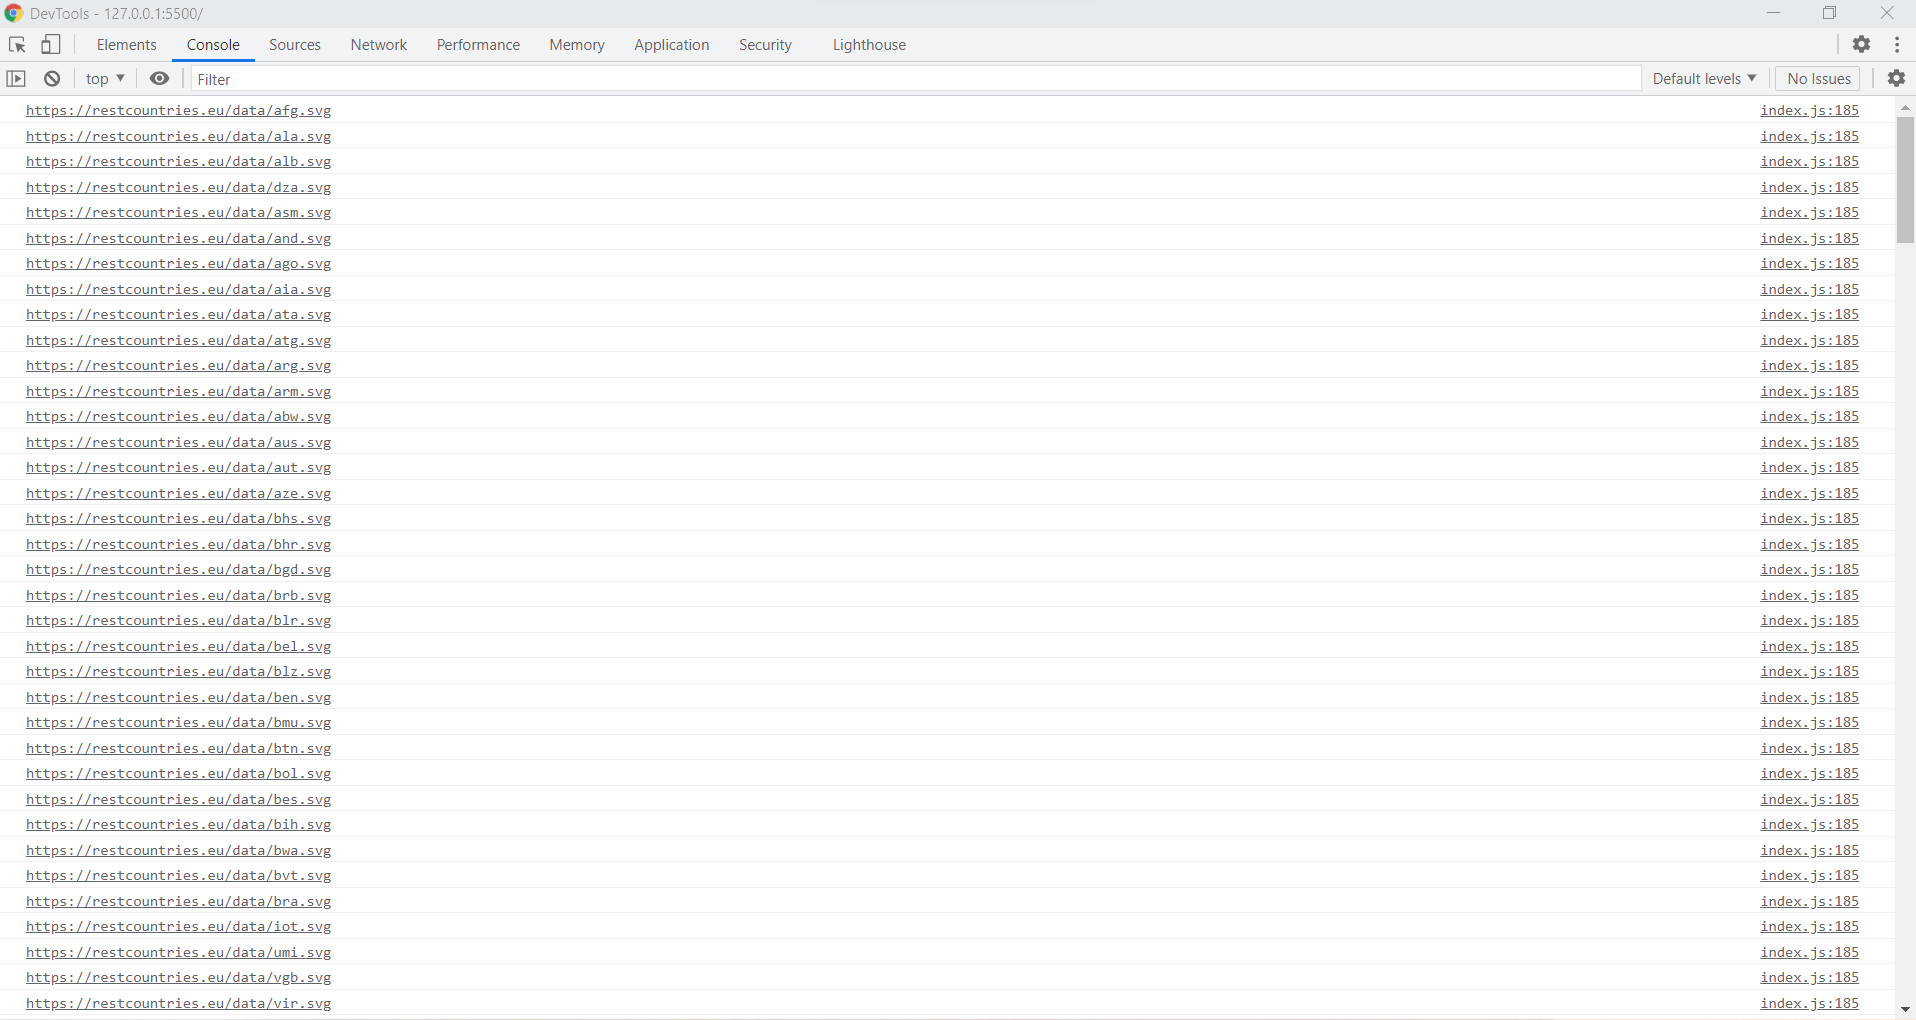 DevTools - 127.0.0.1:5500/
Elements Console Sources Network Performance Memory Application Security Lighthouse
top Filter Default levels No Issues
https://restcountries.eu/data/afg.svg index.js:185
https://restcountries.eu/data/ala.svg index.js:185
https://restcountries.eu/data/alb.svg index.js:185
https://restcountries.eu/data/dza.svg index.js:185
https://restcountries.eu/data/asm.svg index.js:185
https://restcountries.eu/data/and.svg index.js:185
https://restcountries.eu/data/ago.svg index.js:185
https://restcountries.eu/data/aia.svg index.js:185
https://restcountries.eu/data/ata.svg index.js:185
https://restcountries.eu/data/atg.svg index.js:185
https://restcountries.eu/data/arg.svg index.js:185
https://restcountries.eu/data/arm.svg index.js:185
https://restcountries.eu/data/abw.svg index.js:185
https://restcountries.eu/data/aus.svg index.js:185
https://restcountries.eu/data/aut.svg index.js:185
https://restcountries.eu/data/aze.svg index.js:185
https://restcountries.eu/data/bhs.svg index.js:185
https://restcountries.eu/data/bhr.svg index.js:185
https://restcountries.eu/data/bgd.svg index.js:185
https://restcountries.eu/data/brb.svg index.js:185
https://restcountries.eu/data/blr.svg index.js:185
https://restcountries.eu/data/bel.svg index.js:185
https://restcountries.eu/data/blz.svg index.js:185
https://restcountries.eu/data/ben.svg index.js:185
https://restcountries.eu/data/bmu.svg index.js:185
https://restcountries.eu/data/btn.svg index.js:185
https://restcountries.eu/data/bol.svg index.js:185
https://restcountries.eu/data/bes.svg index.js:185
https://restcountries.eu/data/bih.svg index.js:185
https://restcountries.eu/data/bwa.svg index.js:185
https://restcountries.eu/data/bvt.svg index.js:185
https://restcountries.eu/data/bra.svg index.js:185
https://restcountries.eu/data/iot.svg index.js:185
https://restcountries.eu/data/umi.svg index.js:185
https://restcountries.eu/data/vgb.svg index.js:185
https://restcountries.eu/data/vir.svg index.js:185